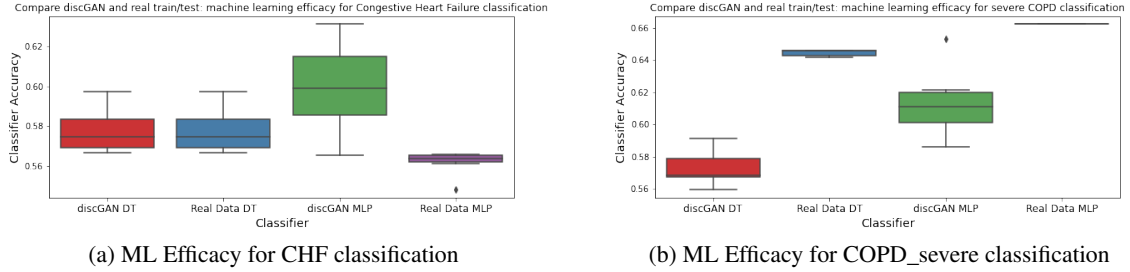 Compare discGAN and real train/test: machine learning efficacy for Congestive Heart Failure classification
Classifier Accuracy
0.62
0.60
0.58
0.56
discGAN DT
Real Data DT
discGAN MLP
Real Data MLP
Classifier
(a) ML Efficacy for CHF classification
Compare discGAN and real train/test: machine learning efficacy for severe COPD classification
Classifier Accuracy
0.66
0.64
0.62
0.60
0.58
0.56
discGAN DT
Real Data DT
discGAN MLP
Real Data MLP
Classifier
(b) ML Efficacy for COPD_severe classification